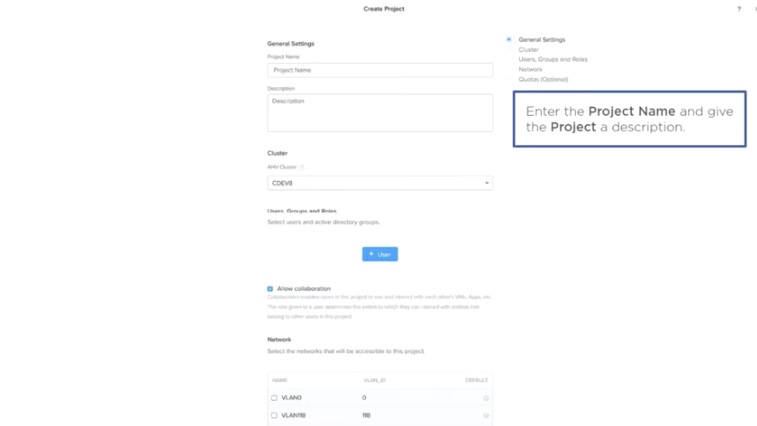 Create Project
?
General Settings
Project Name
Project Name
Description
Description
Cluster
AHV Cluster
CDEV8
Users, Groups and Roles
Select users and active directory groups.
+ User
Allow collaboration
Collaboration enables users in this project to see and interact with each other's VMs, Apps, etc.
The role given to a user determines the extent to which they can interact with entities that
belong to other users in this project.
Network
Select the networks that will be accessible to this project.
NAME VLAN_ID DEFAULT
VLAN0 0
VLAN118 118
General Settings
Cluster
Users, Groups and Roles
Network
Quotas (Optional)
Enter the Project Name and give
the Project a description.